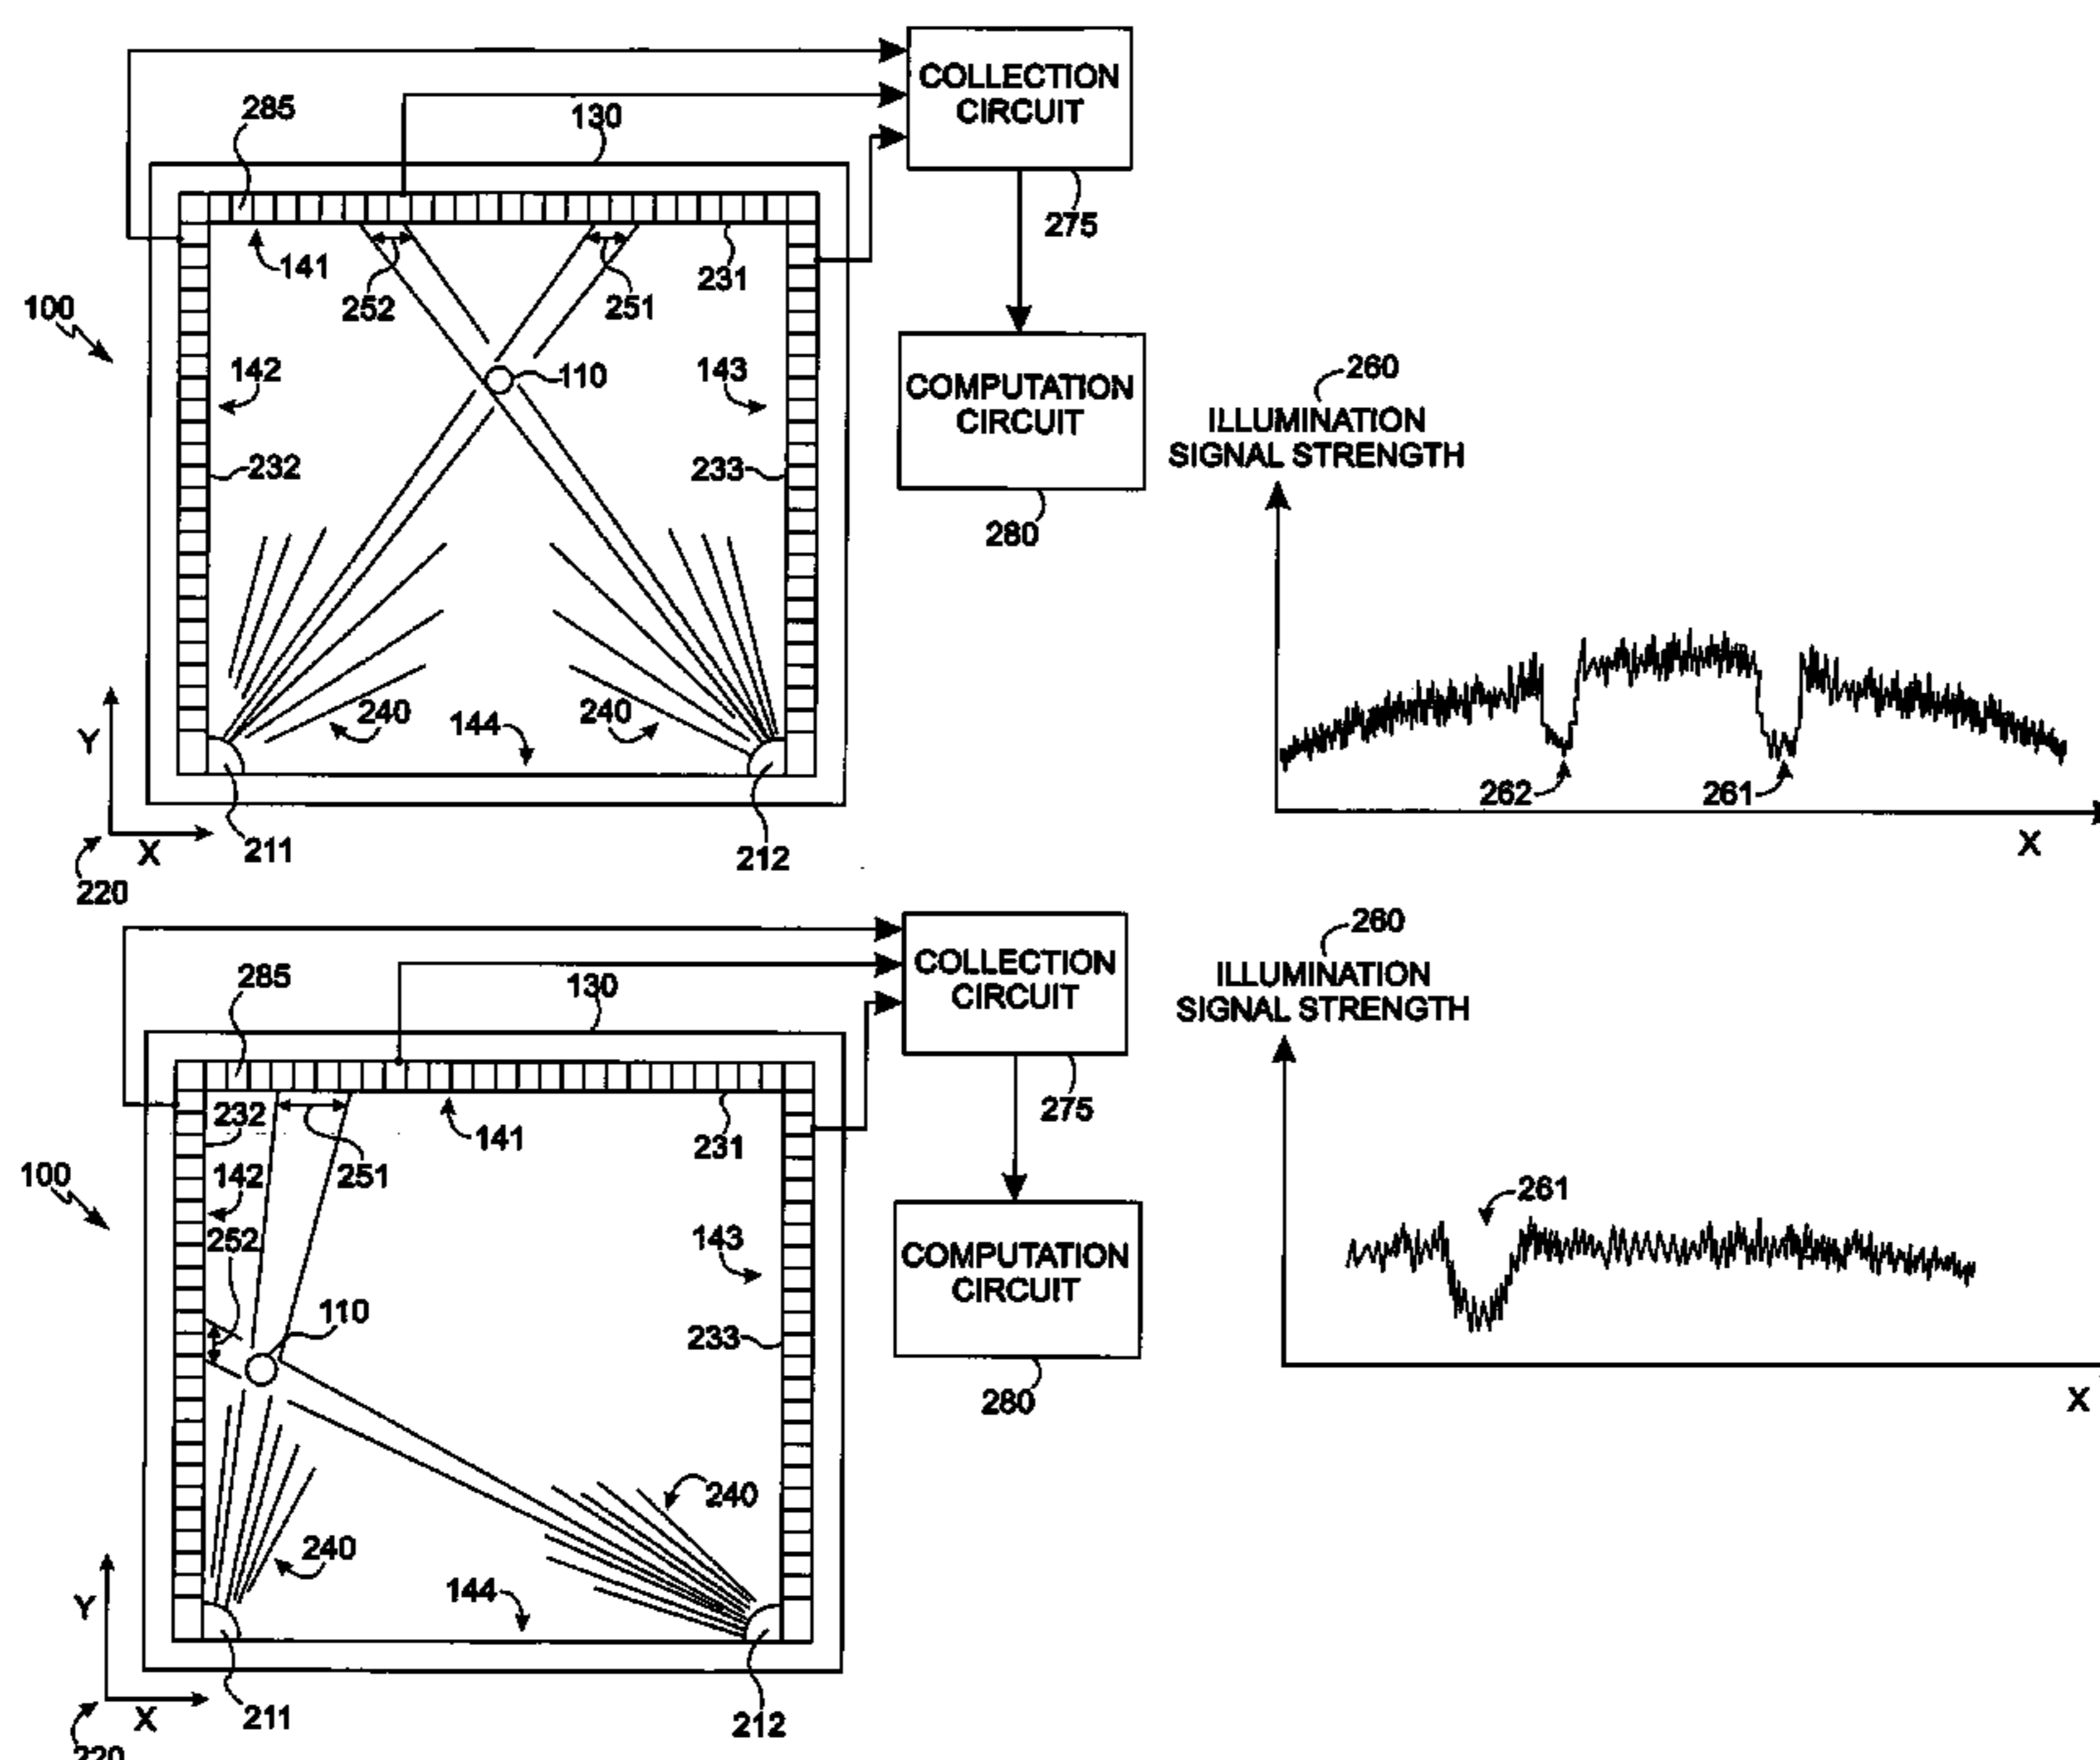 COLLECTION
CIRCUIT
285
130
275
141
252
251
231
100
142
110
143
COMPUTATION
CIRCUIT
260
ILLUMINATION
SIGNAL STRENGTH
232
233
280
240
144
240
Y
X
211
212
220
262
261
X
COLLECTION
CIRCUIT
260
ILLUMINATION
SIGNAL STRENGTH
285
130
275
232
141
231
100
142
251
252
143
COMPUTATION
CIRCUIT
261
110
233
280
X
240
240
144
Y
X
211
212
220